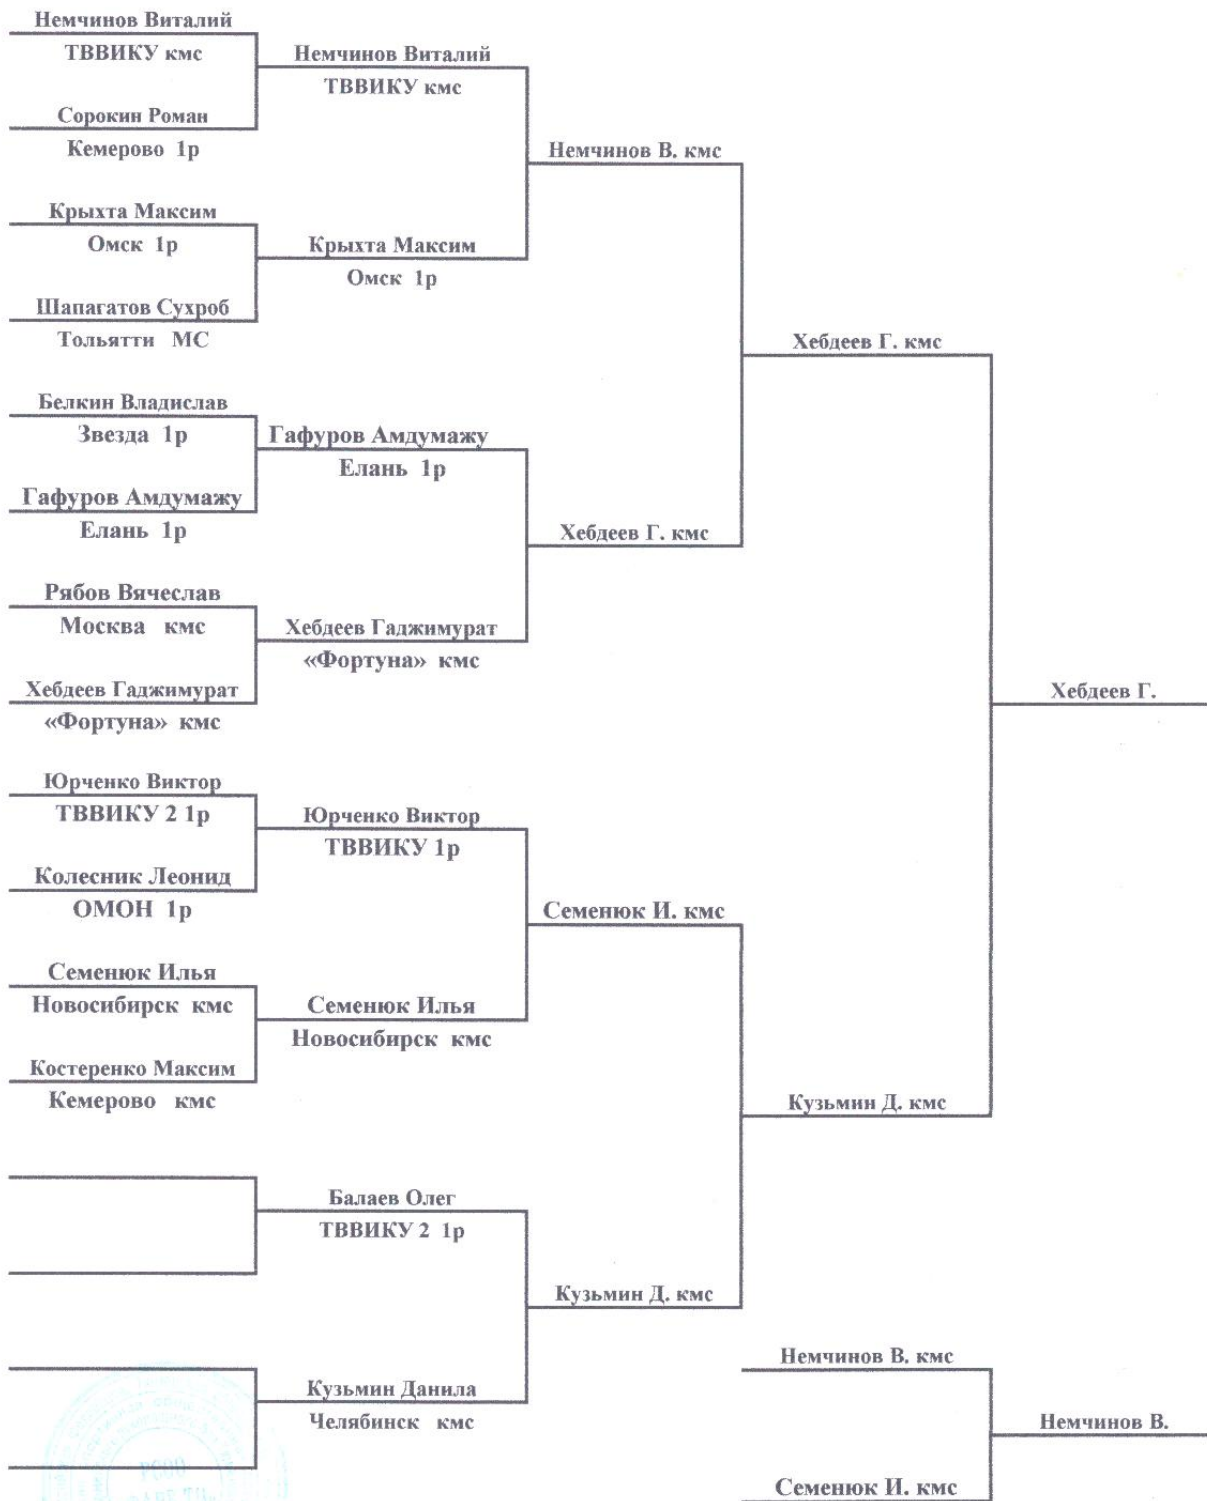 Немчинов Виталий
ТВВИКУ кмс
Сорокин Роман
Кемерово 1р
Крыхта Максим
Омск 1р
Шапагатов Сухроб
Тольятти МС
Белкин Владислав
Звезда 1р
Гафуров Амдумажу
Елань 1р
Рябов Вячеслав
Москва кмс
Хебдеев Гаджимурат
«Фортуна» кмс
Юрченко Виктор
ТВВИКУ 2 1р
Колесник Леонид
ОМОН 1р
Семенюк Илья
Новосибирск кмс
Костеренко Максим
Кемерово кмс
Немчинов Виталий
ТВВИКУ кмс
Крыхта Максим
Омск 1р
Гафуров Амдумажу
Елань 1р
Хебдеев Гаджимурат
«Фортуна» кмс
Юрченко Виктор
ТВВИКУ 1р
Семенюк Илья
Новосибирск кмс
Балаев Олег
ТВВИКУ 2 1р
Кузьмин Данила
Челябинск кмс
Немчинов В. кмс
Хебдеев Г. кмс
Семенюк И. кмс
Кузьмин Д. кмс
Хебдеев Г. кмс
Кузьмин Д. кмс
Хебдеев Г.
Немчинов В. кмс
Семенюк И. кмс
Немчинов В.